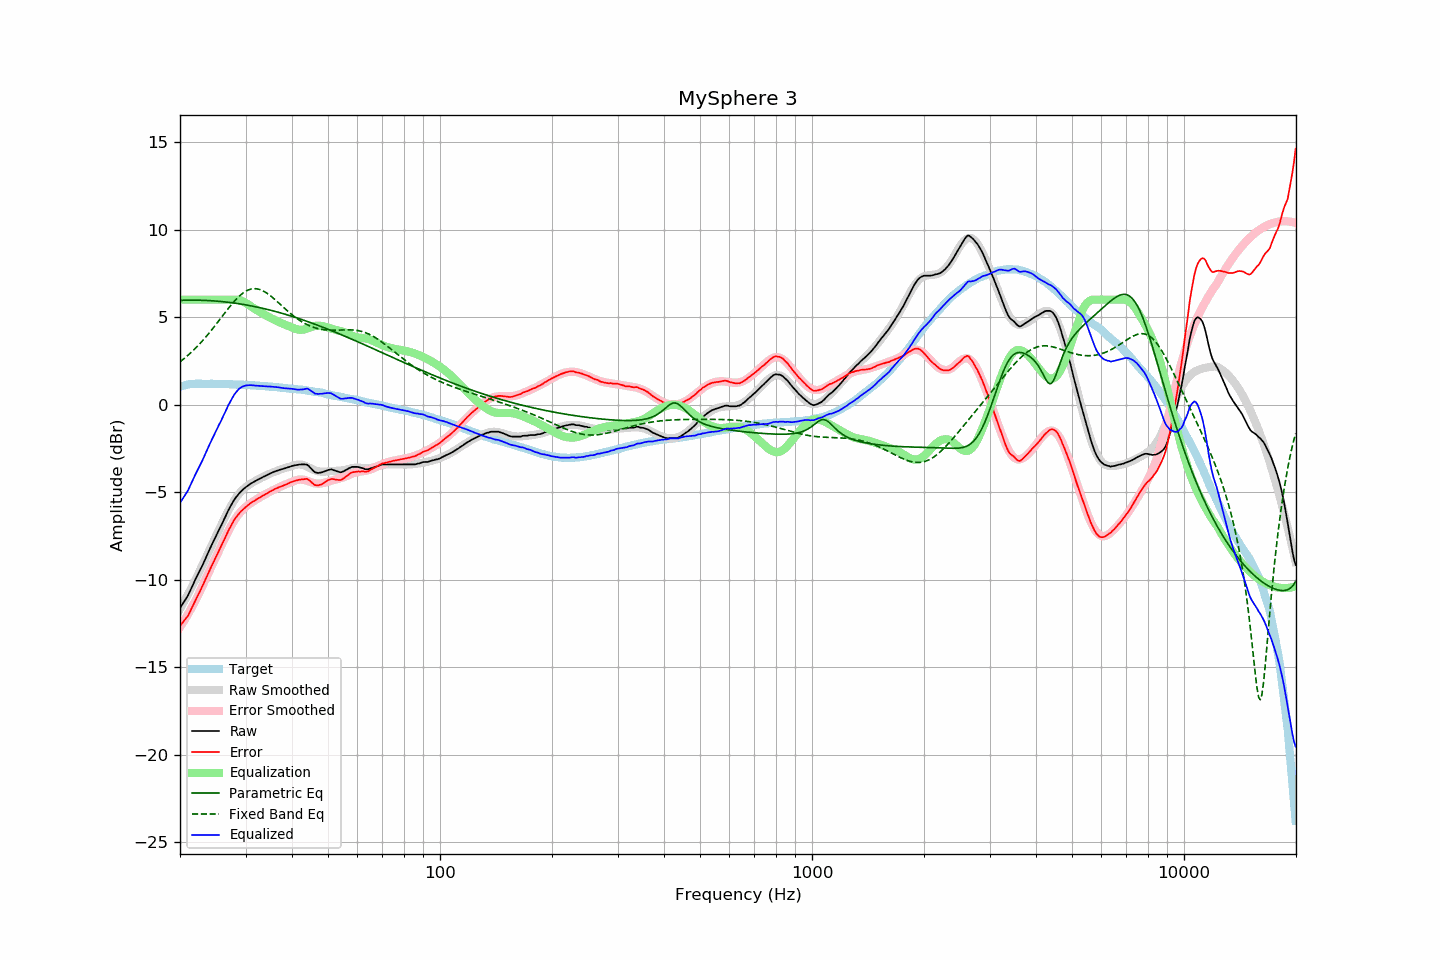 MySphere 3
15
10
5
0
−5
−10
−15
−20
−25
Amplitude (dBr)
Target
Raw Smoothed
Error Smoothed
Raw
Error
Equalization
Parametric Eq
Fixed Band Eq
Equalized
100
1000
10000
Frequency (Hz)